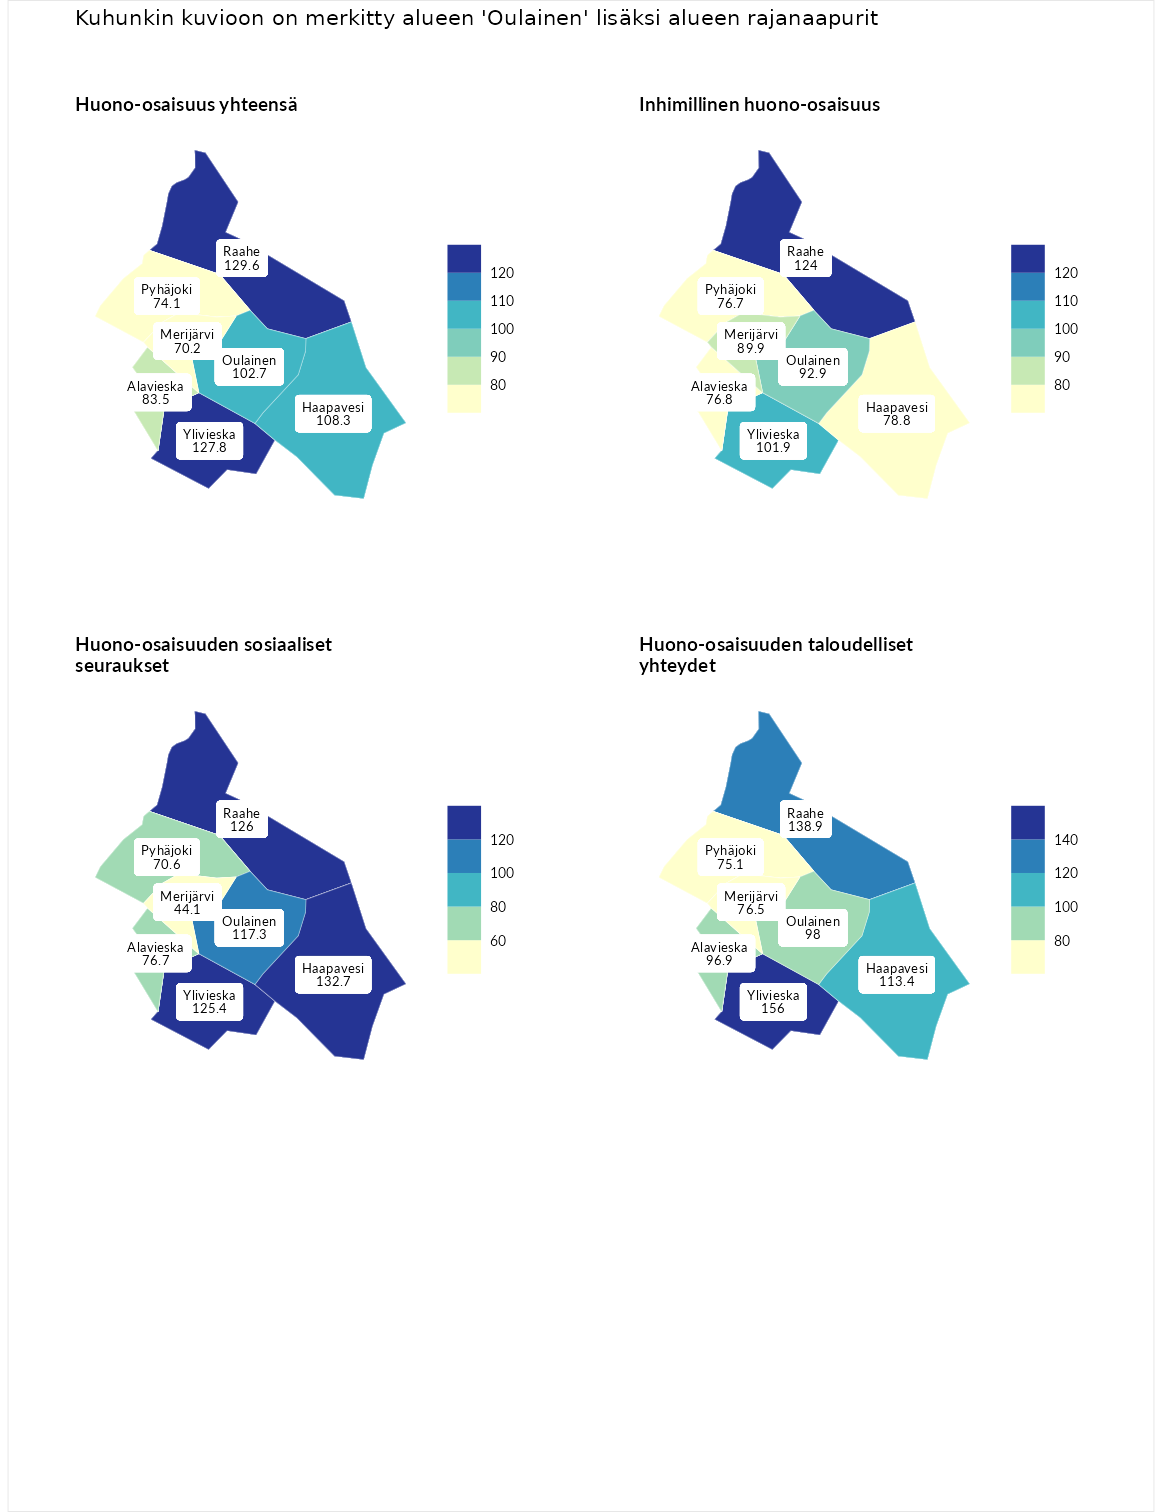 Kuhunkin kuvioon on merkitty alueen 'Oulainen' lisäksi alueen rajanaapurit
Huono-osaisuus yhteensä
Raahe
129.6
Pyhäjoki
74.1
Merijärvi
70.2
Oulainen
102.7
Alavieska
83.5
Haapavesi
108.3
Ylivieska
127.8
120
110
100
90
80
Inhimillinen huono-osaisuus
Raahe
124
Pyhäjoki
76.7
Merijärvi
89.9
Oulainen
92.9
Alavieska
76.8
Haapavesi
78.8
Ylivieska
101.9
120
110
100
90
80
Huono-osaisuuden sosiaaliset
seuraukset
Raahe
126
Pyhäjoki
70.6
Merijärvi
44.1
Oulainen
117.3
Alavieska
76.7
Haapavesi
132.7
Ylivieska
125.4
120
100
80
60
Huono-osaisuuden taloudelliset
yhteydet
Raahe
138.9
Pyhäjoki
75.1
Merijärvi
76.5
Oulainen
98
Alavieska
96.9
Haapavesi
113.4
Ylivieska
156
140
120
100
80